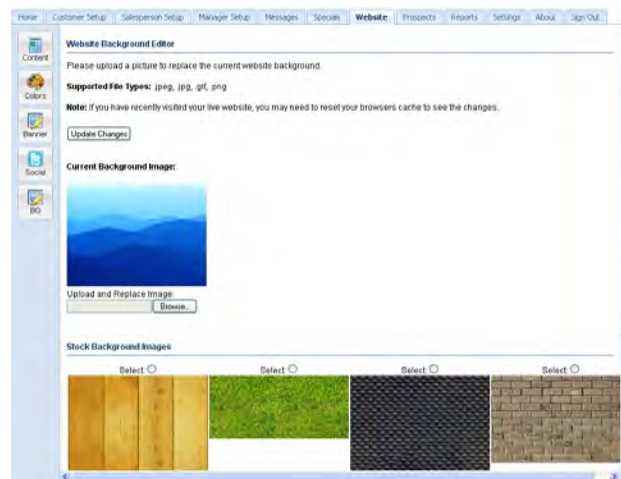 Home Customer Setup Salesperson Setup Manager Setup Messages Specials Website Prospects Reports Settings About Sign Out
Content
Colors
Banner
Social
BG
Website Background Editor
Please upload a picture to replace the current website background.
Supported File Types: .jpeg, .jpg, .gif, .png
Note: If you have recently visited your live website, you may need to reset your browsers cache to see the changes.
Update Changes
Current Background Image:
Upload and Replace Image:
Browse...
Stock Background Images
Select: Select: Select: Select: